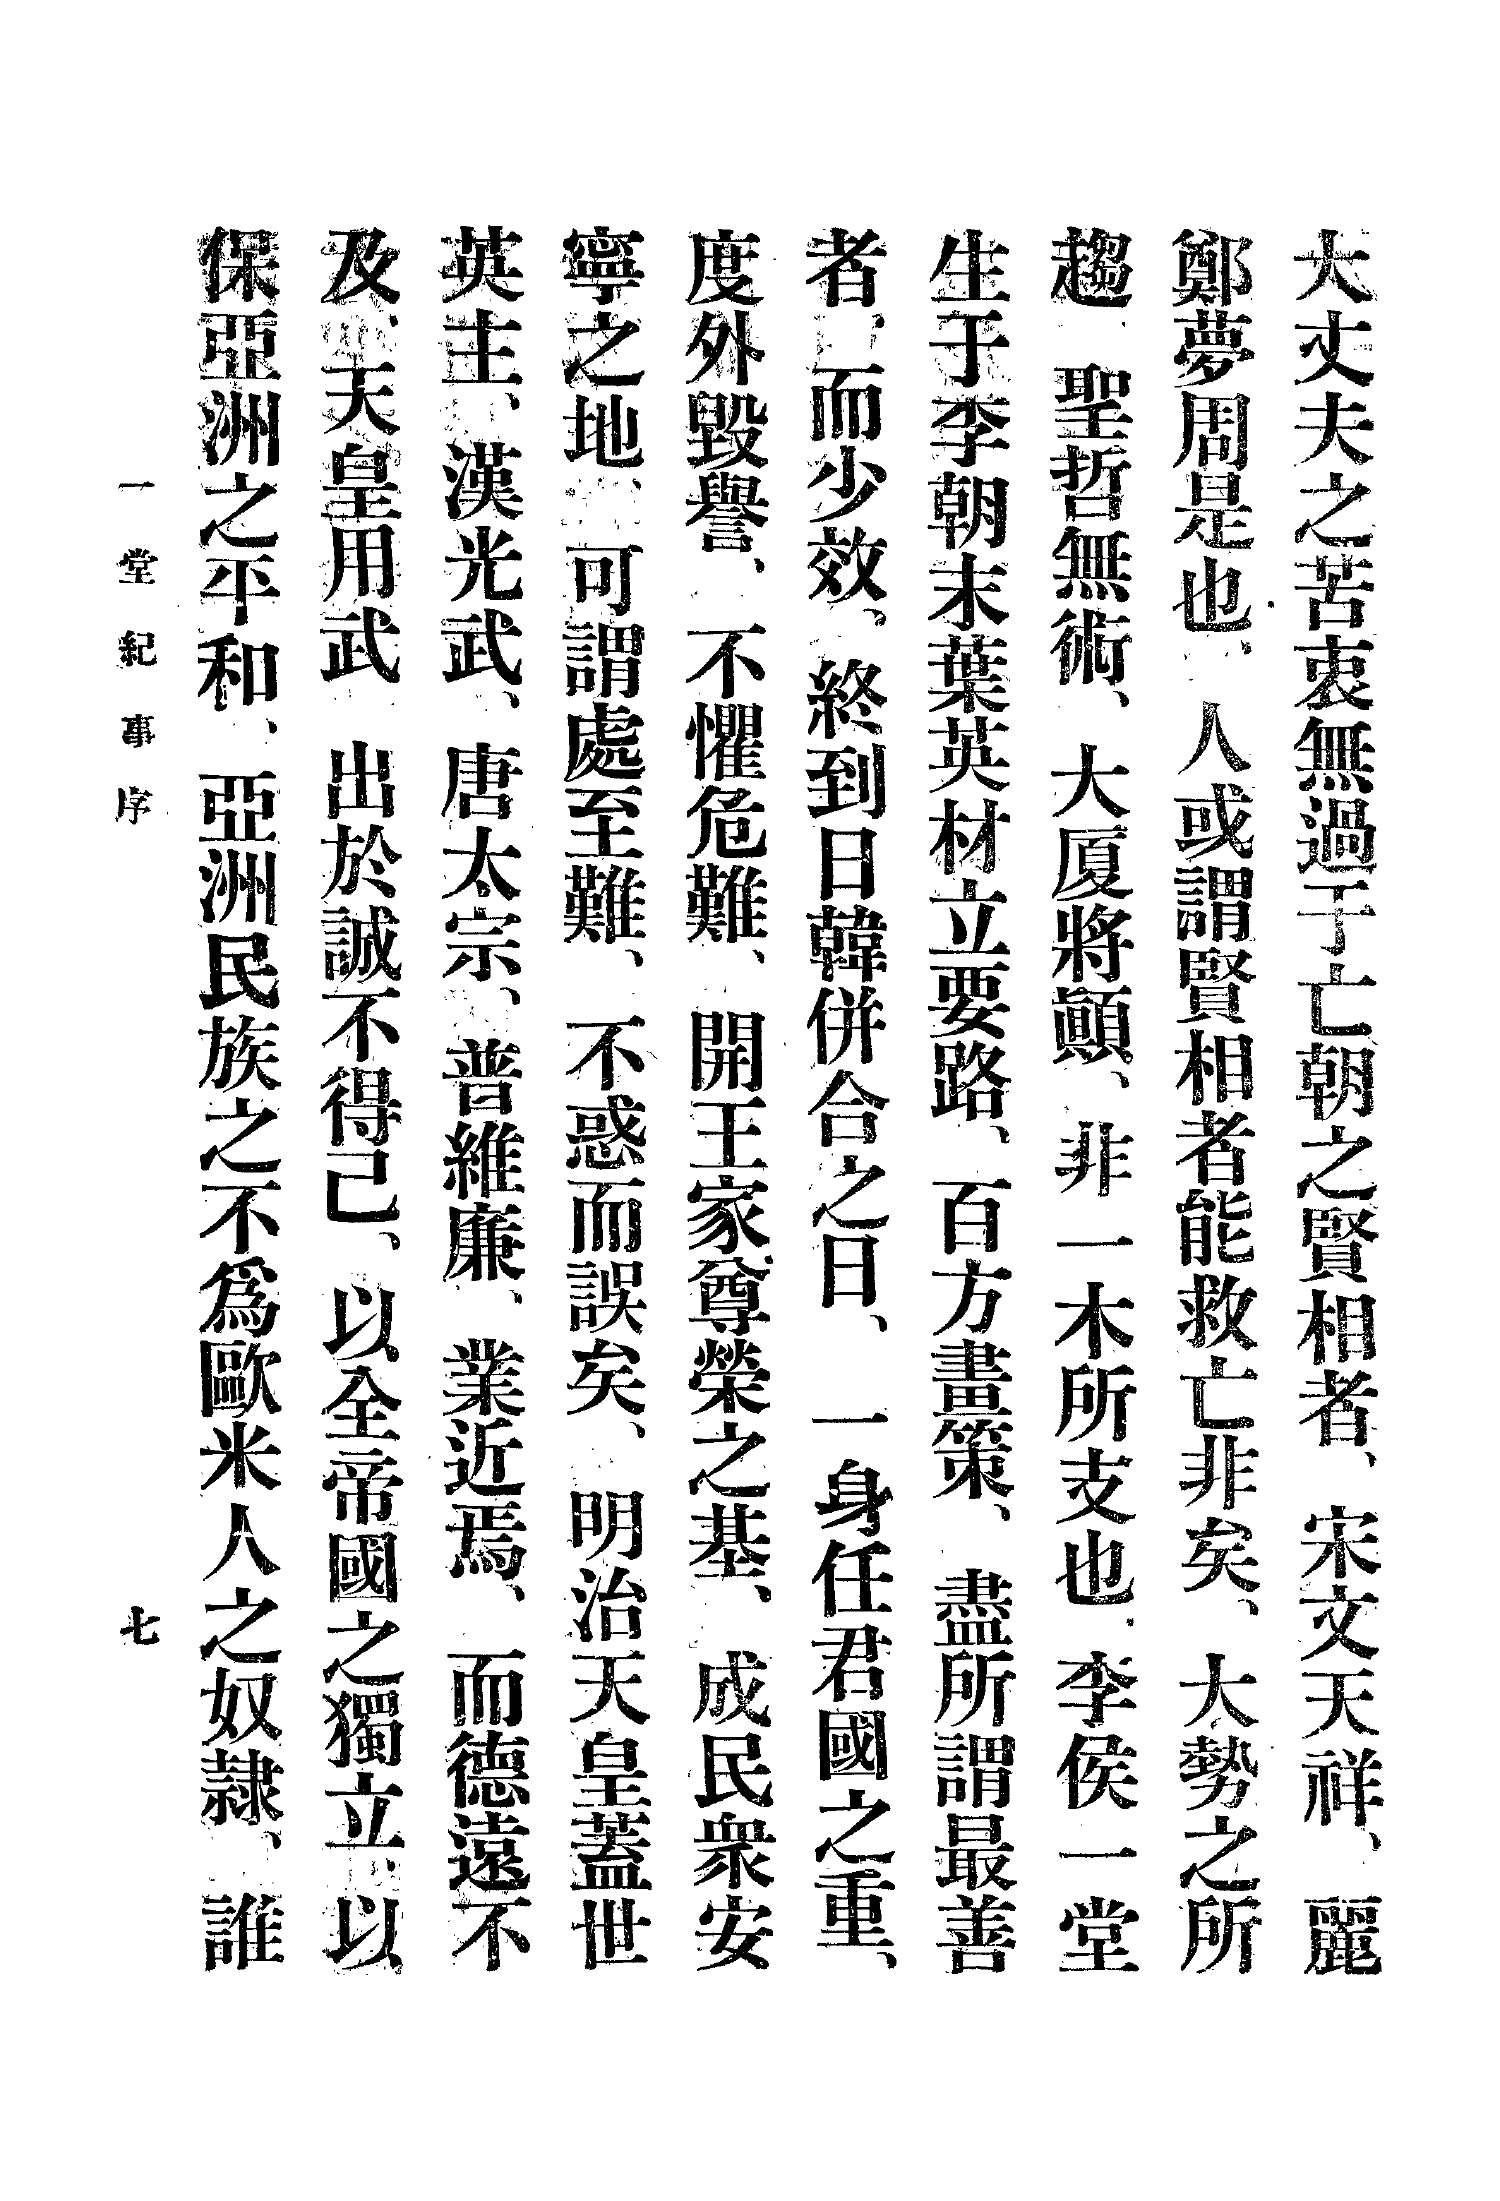 大丈夫之苦衷無過于亡朝之賢相者、宋文天祥、麗
鄭夢周是也、人或謂賢相者能救亡非矣、大勢之所
趨、聖哲無術、大厦將顚、非一木所支也、李侯一堂
生于李朝末葉英材立要路、百方畫策、盡所謂最善
者、而少效、終到日韓併合之日、一身任君國之重、
度外毀譽、不懼危難、開王家尊榮之基、成民衆安
寧之地、可謂處至難、不惑而誤矣、明治天皇蓋世
英主、漢光武、唐太宗、普維廉、業近焉、而德遠不
及、天皇用武 出於誠不得己、以全帝國之獨立、以
保亞洲之平和、亞洲民族之不爲歐米人之奴隷、誰
一堂紀事序
七